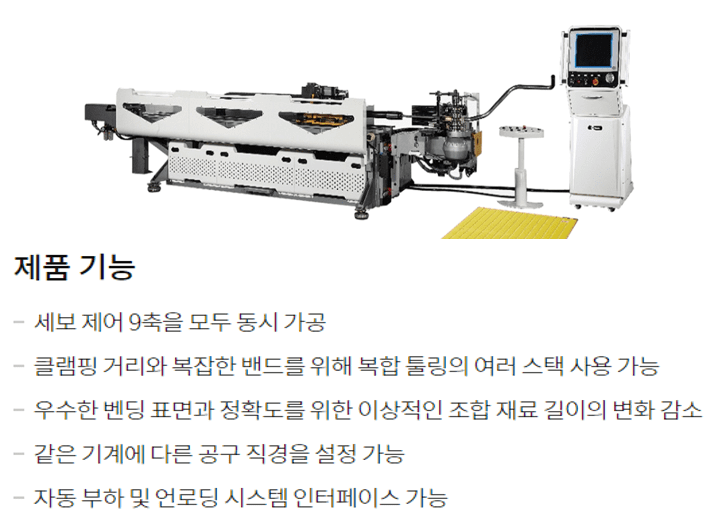 제품 기능
– 세보 제어 9축을 모두 동시 가공
– 클램핑 거리와 복잡한 밴드를 위해 복합 툴링의 여러 스택 사용 가능
– 우수한 벤딩 표면과 정확도를 위한 이상적인 조합 재료 길이의 변화 감소
– 같은 기계에 다른 공구 직경을 설정 가능
– 자동 부하 및 언로딩 시스템 인터페이스 가능